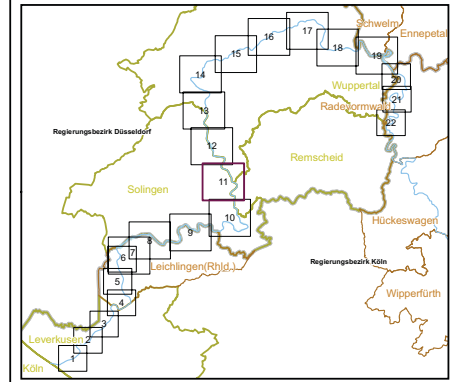 Schwelm
Ennepetal
17
16
18
15
19
14
20
Wuppertal
21
13
Radevormwald
22
Regierungsbezirk Düsseldorf
12
Remscheid
11
Solingen
10
Hückeswagen
9
8
7
6
Leichlingen(Rhld.)
Regierungsbezirk Köln
5
Wipperfürth
4
3
Leverkusen
2
1
Köln